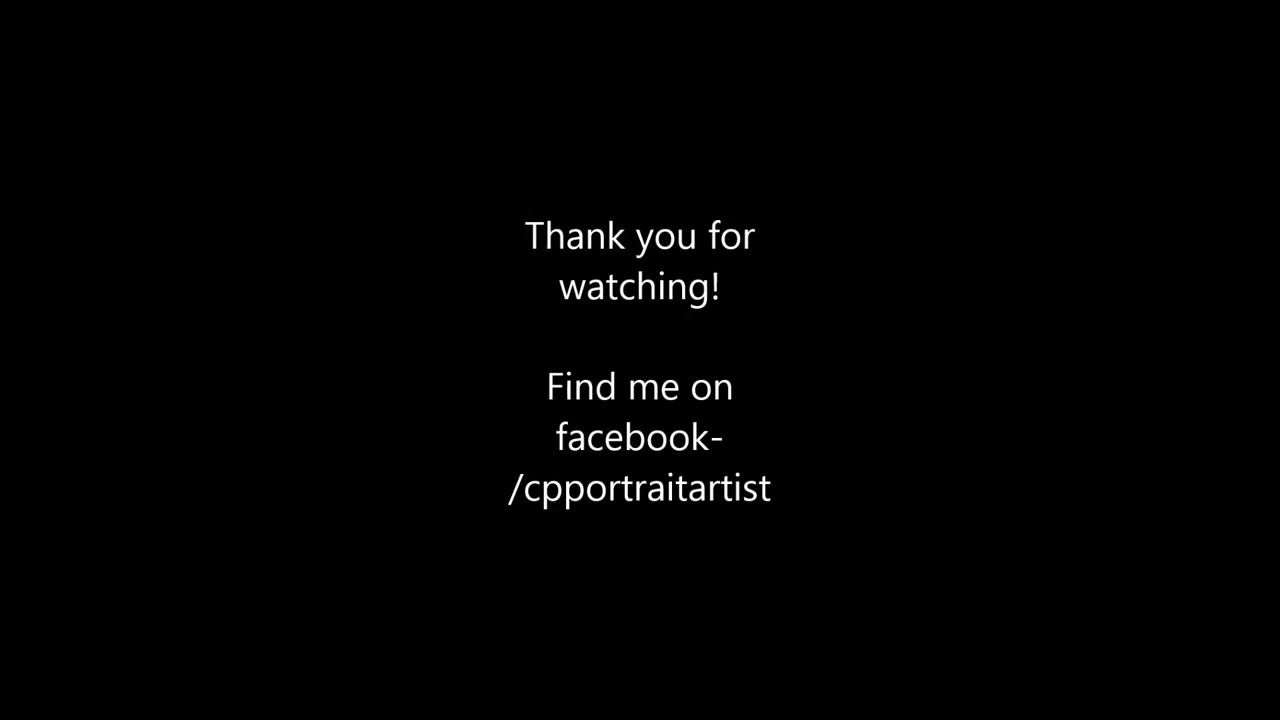 Thank you for
watching!
Find me on
facebook-
/cpportraitartist